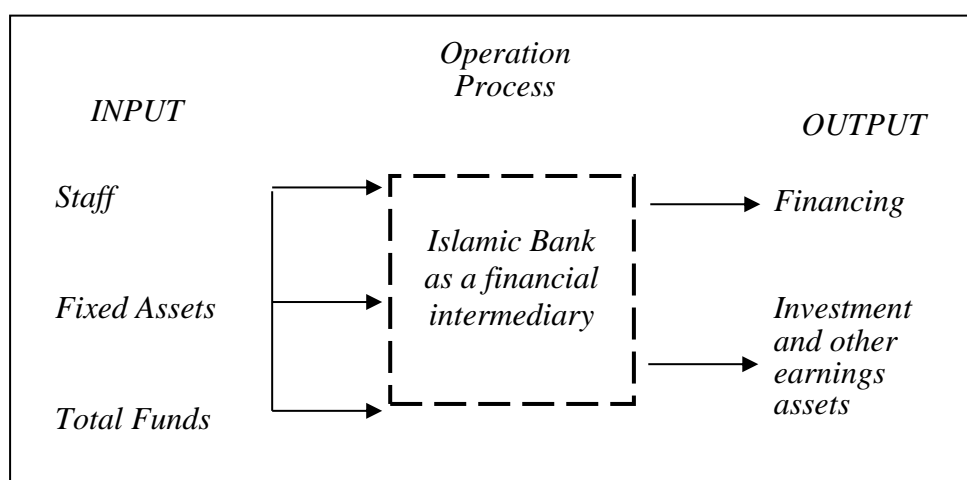 Operation
Process
INPUT
OUTPUT
Staff
Fixed Assets
Total Funds
Islamic Bank
as a financial
intermediary
Financing
Investment
and other
earnings
assets